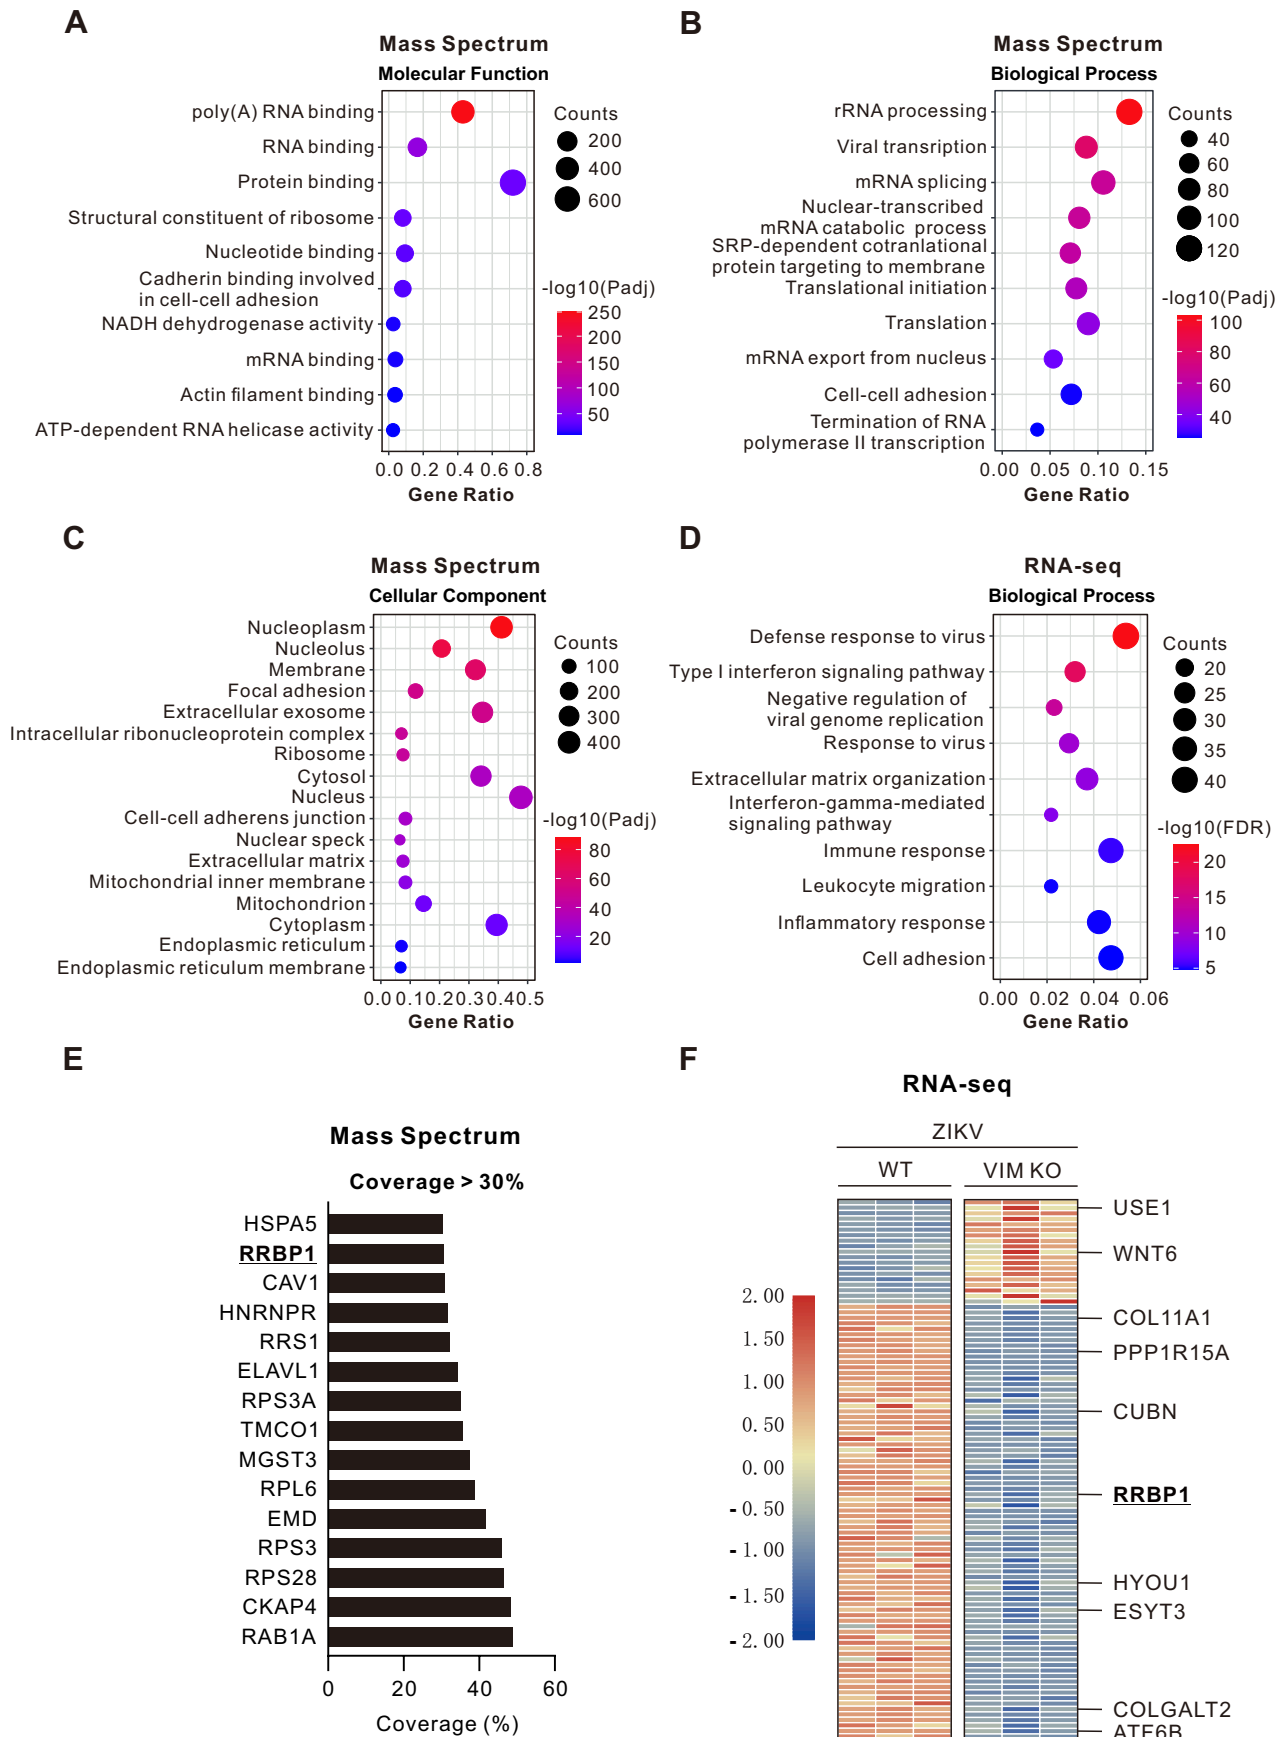 A
Mass Spectrum
Molecular Function
poly(A) RNA binding
RNA binding
Protein binding
Structural constituent of ribosome
Nucleotide binding
Cadherin binding involved
in cell-cell adhesion
NADH dehydrogenase activity
mRNA binding
Actin filament binding
ATP-dependent RNA helicase activity
0.0 0.2 0.4 0.6 0.8
Gene Ratio
Counts
200
400
600
-log10(Padj)
250
200
150
100
50
B
Mass Spectrum
Biological Process
rRNA processing
Viral transription
mRNA splicing
Nuclear-transcribed
mRNA catabolic process
SRP-dependent cotranlational
protein targeting to membrane
Translational initiation
Translation
mRNA export from nucleus
Cell-cell adhesion
Termination of RNA
polymerase II transcription
0.00 0.05 0.10 0.15
Gene Ratio
Counts
40
60
80
100
120
-log10(Padj)
100
80
60
40
C
Mass Spectrum
Cellular Component
Nucleoplasm
Nucleolus
Membrane
Focal adhesion
Extracellular exosome
Intracellular ribonucleoprotein complex
Ribosome
Cytosol
Nucleus
Cell-cell adherens junction
Nuclear speck
Extracellular matrix
Mitochondrial inner membrane
Mitochondrion
Cytoplasm
Endoplasmic reticulum
Endoplasmic reticulum membrane
0.0 0.1 0.2 0.3 0.4 0.5
Gene Ratio
Counts
100
200
300
400
-log10(Padj)
80
60
40
20
D
RNA-seq
Biological Process
Defense response to virus
Type I interferon signaling pathway
Negative regulation of
viral genome replication
Response to virus
Extracellular matrix organization
Interferon-gamma-mediated
signaling pathway
Immune response
Leukocyte migration
Inflammatory response
Cell adhesion
0.00 0.02 0.04 0.06
Gene Ratio
Counts
20
25
30
35
40
-log10(FDR)
20
15
10
5
E
Mass Spectrum
Coverage > 30%
HSPA5
RRBP1
CAV1
HNRNPR
RRS1
ELAVL1
RPS3A
TMCO1
MGST3
RPL6
EMD
RPS3
RPS28
CKAP4
RAB1A
0 20 40 60
Coverage (%)
F
RNA-seq
ZIKV
WT VIM KO
2.00
1.50
1.00
0.50
0.00
-0.50
-1.00
-1.50
-2.00
USE1
WNT6
COL11A1
PPP1R15A
CUBN
RRBP1
HYOU1
ESYT3
COLGALT2
ATF6B